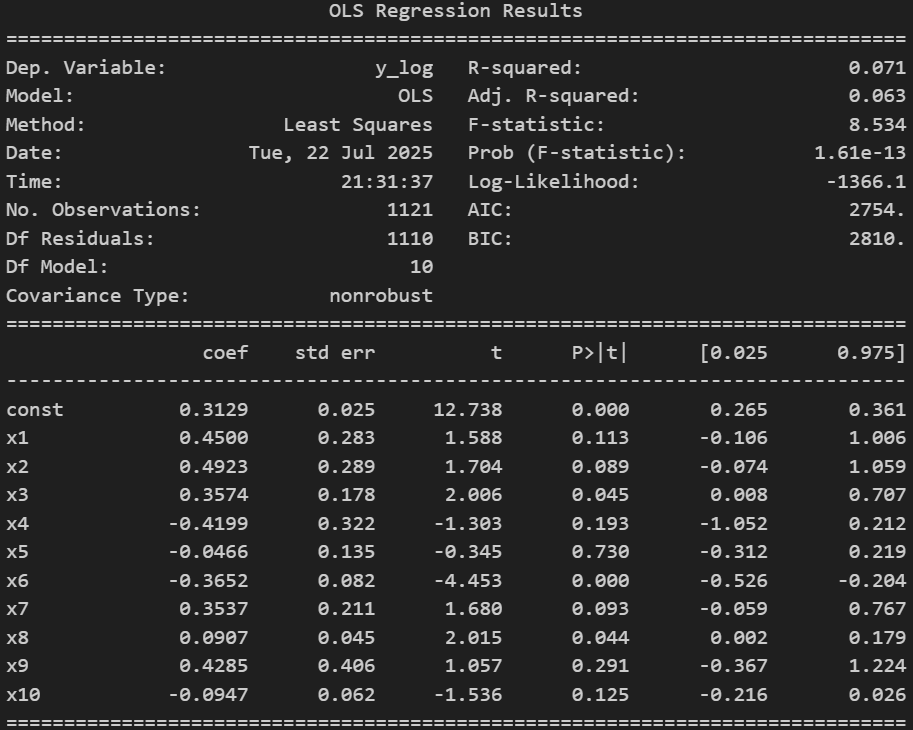 OLS Regression Results
==============================================================================
Dep. Variable: y_log R-squared: 0.071
Model: OLS Adj. R-squared: 0.063
Method: Least Squares F-statistic: 8.534
Date: Tue, 22 Jul 2025 Prob (F-statistic): 1.61e-13
Time: 21:31:37 Log-Likelihood: -1366.1
No. Observations: 1121 AIC: 2754.
Df Residuals: 1110 BIC: 2810.
Df Model: 10
Covariance Type: nonrobust
==============================================================================
coef std err t P>|t| [0.025 0.975]
------------------------------------------------------------------------------
const 0.3129 0.025 12.738 0.000 0.265 0.361
x1 0.4500 0.283 1.588 0.113 -0.106 1.006
x2 0.4923 0.289 1.704 0.089 -0.074 1.059
x3 0.3574 0.178 2.006 0.045 0.008 0.707
x4 -0.4199 0.322 -1.303 0.193 -1.052 0.212
x5 -0.0466 0.135 -0.345 0.730 -0.312 0.219
x6 -0.3652 0.082 -4.453 0.000 -0.526 -0.204
x7 0.3537 0.211 1.680 0.093 -0.059 0.767
x8 0.0907 0.045 2.015 0.044 0.002 0.179
x9 0.4285 0.406 1.057 0.291 -0.367 1.224
x10 -0.0947 0.062 -1.536 0.125 -0.216 0.026
==============================================================================